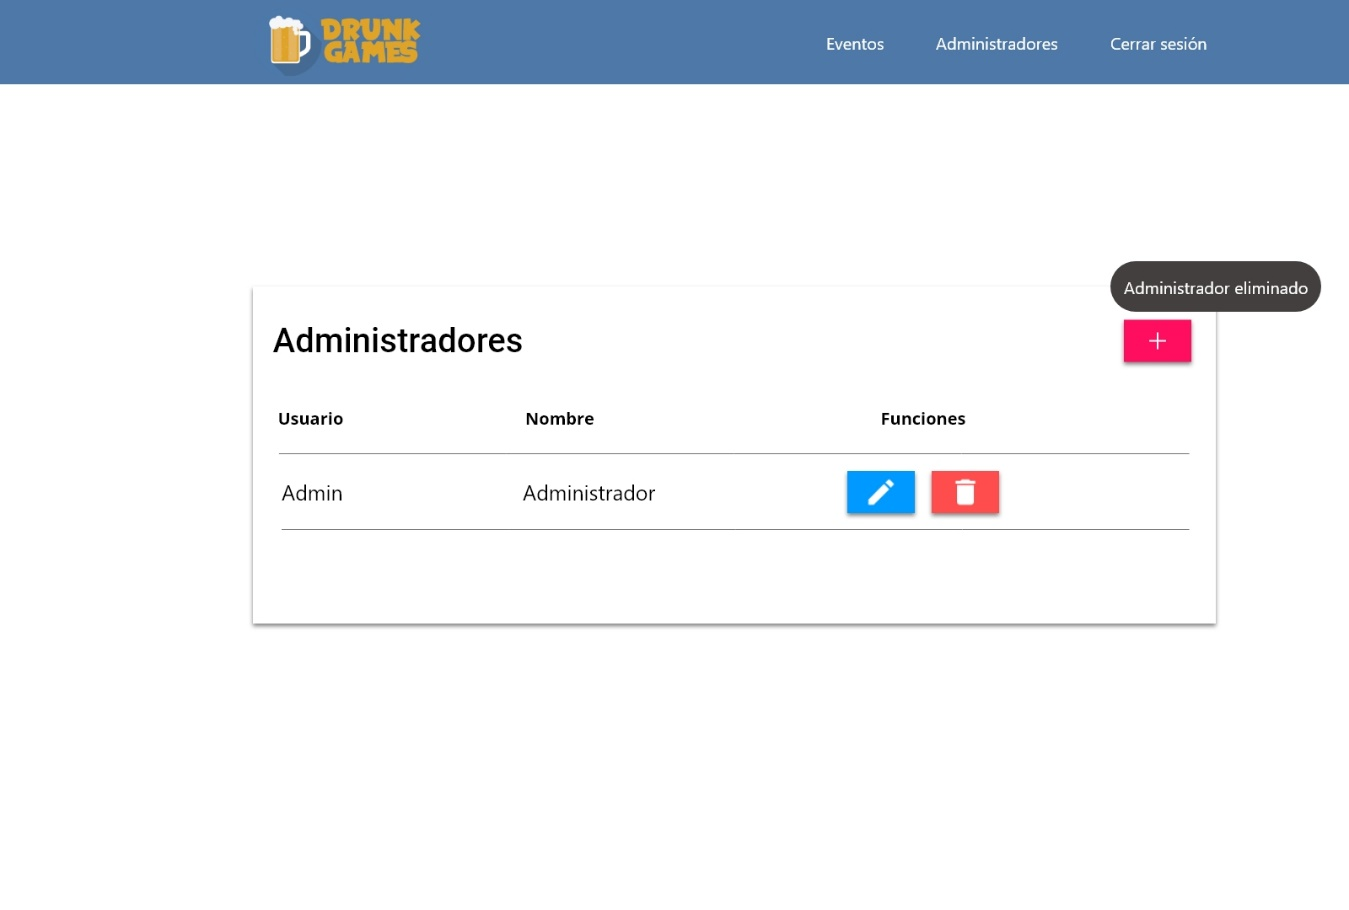 DRUNK
GAMES
Eventos Administradores Cerrar sesión
Administrador eliminado
Administradores
+
Usuario Nombre Funciones
Admin Administrador